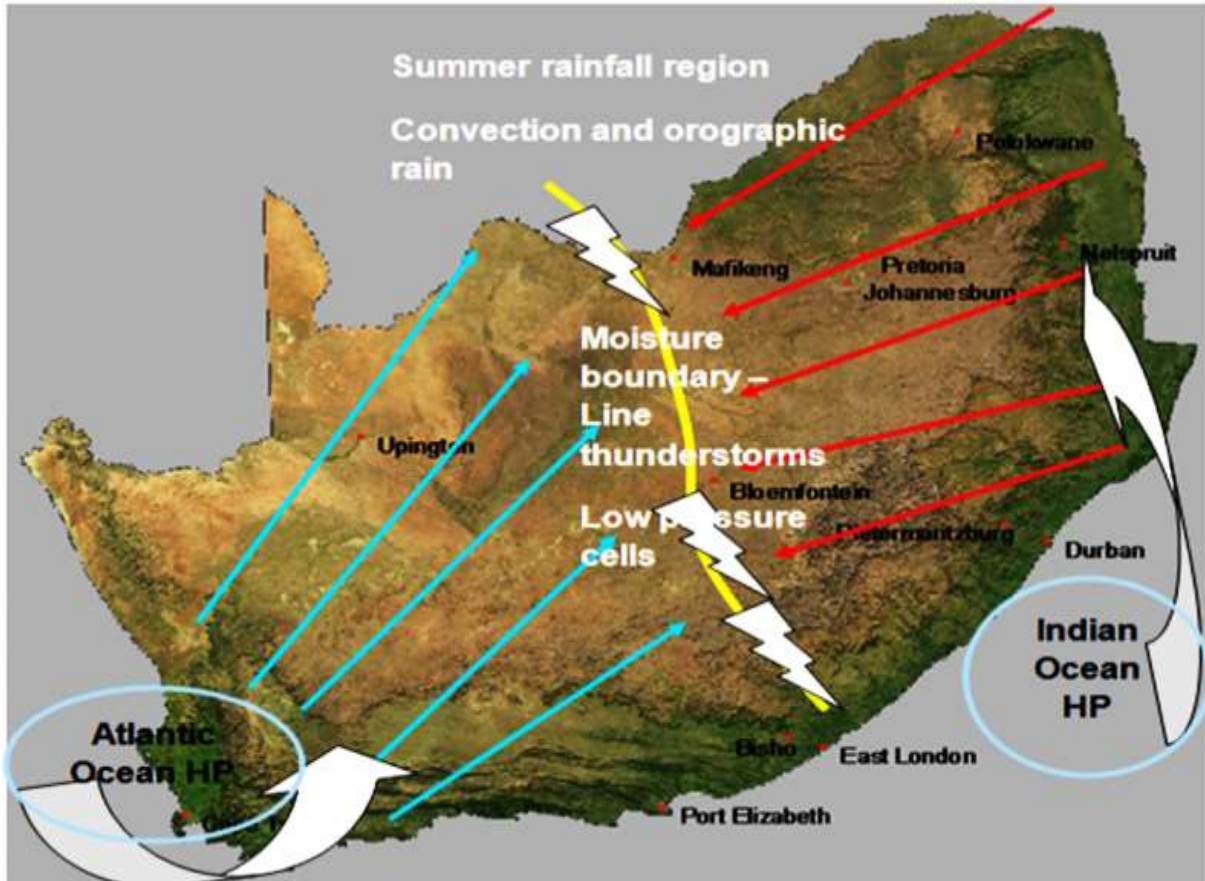 Summer rainfall region
Convection and orographic
rain
Polokwane
Nelspruit
Mafikeng
Pretoria
Johannesburg
Moisture
boundary –
Line
thunderstorms
Upington
Bloemfontein
Low pressure
cells
Pietermaritzburg
Durban
Indian
Ocean
HP
Atlantic
Ocean HP
Bisho
East London
Port Elizabeth